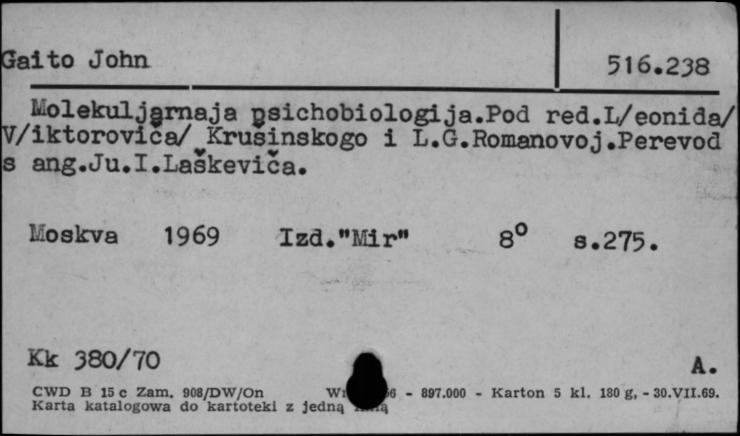 Gaito John
516.238
Molekuljarnaja psichobiologija.Pod red.L/eonida/
V/iktoroviča/ Krušinskogo i L.G.Romanovoj.Perevod
s ang.Ju.I.Laškeviča.
Moskva 1969 Izd."Mir" 8° s.275.
Kk 380/70
A.
CWD B 15 c Zam. 908/DW/On - 897.000 - Karton 5 kl. 180 g, - 30.VII.69.
Karta katalogowa do kartoteki z jedną